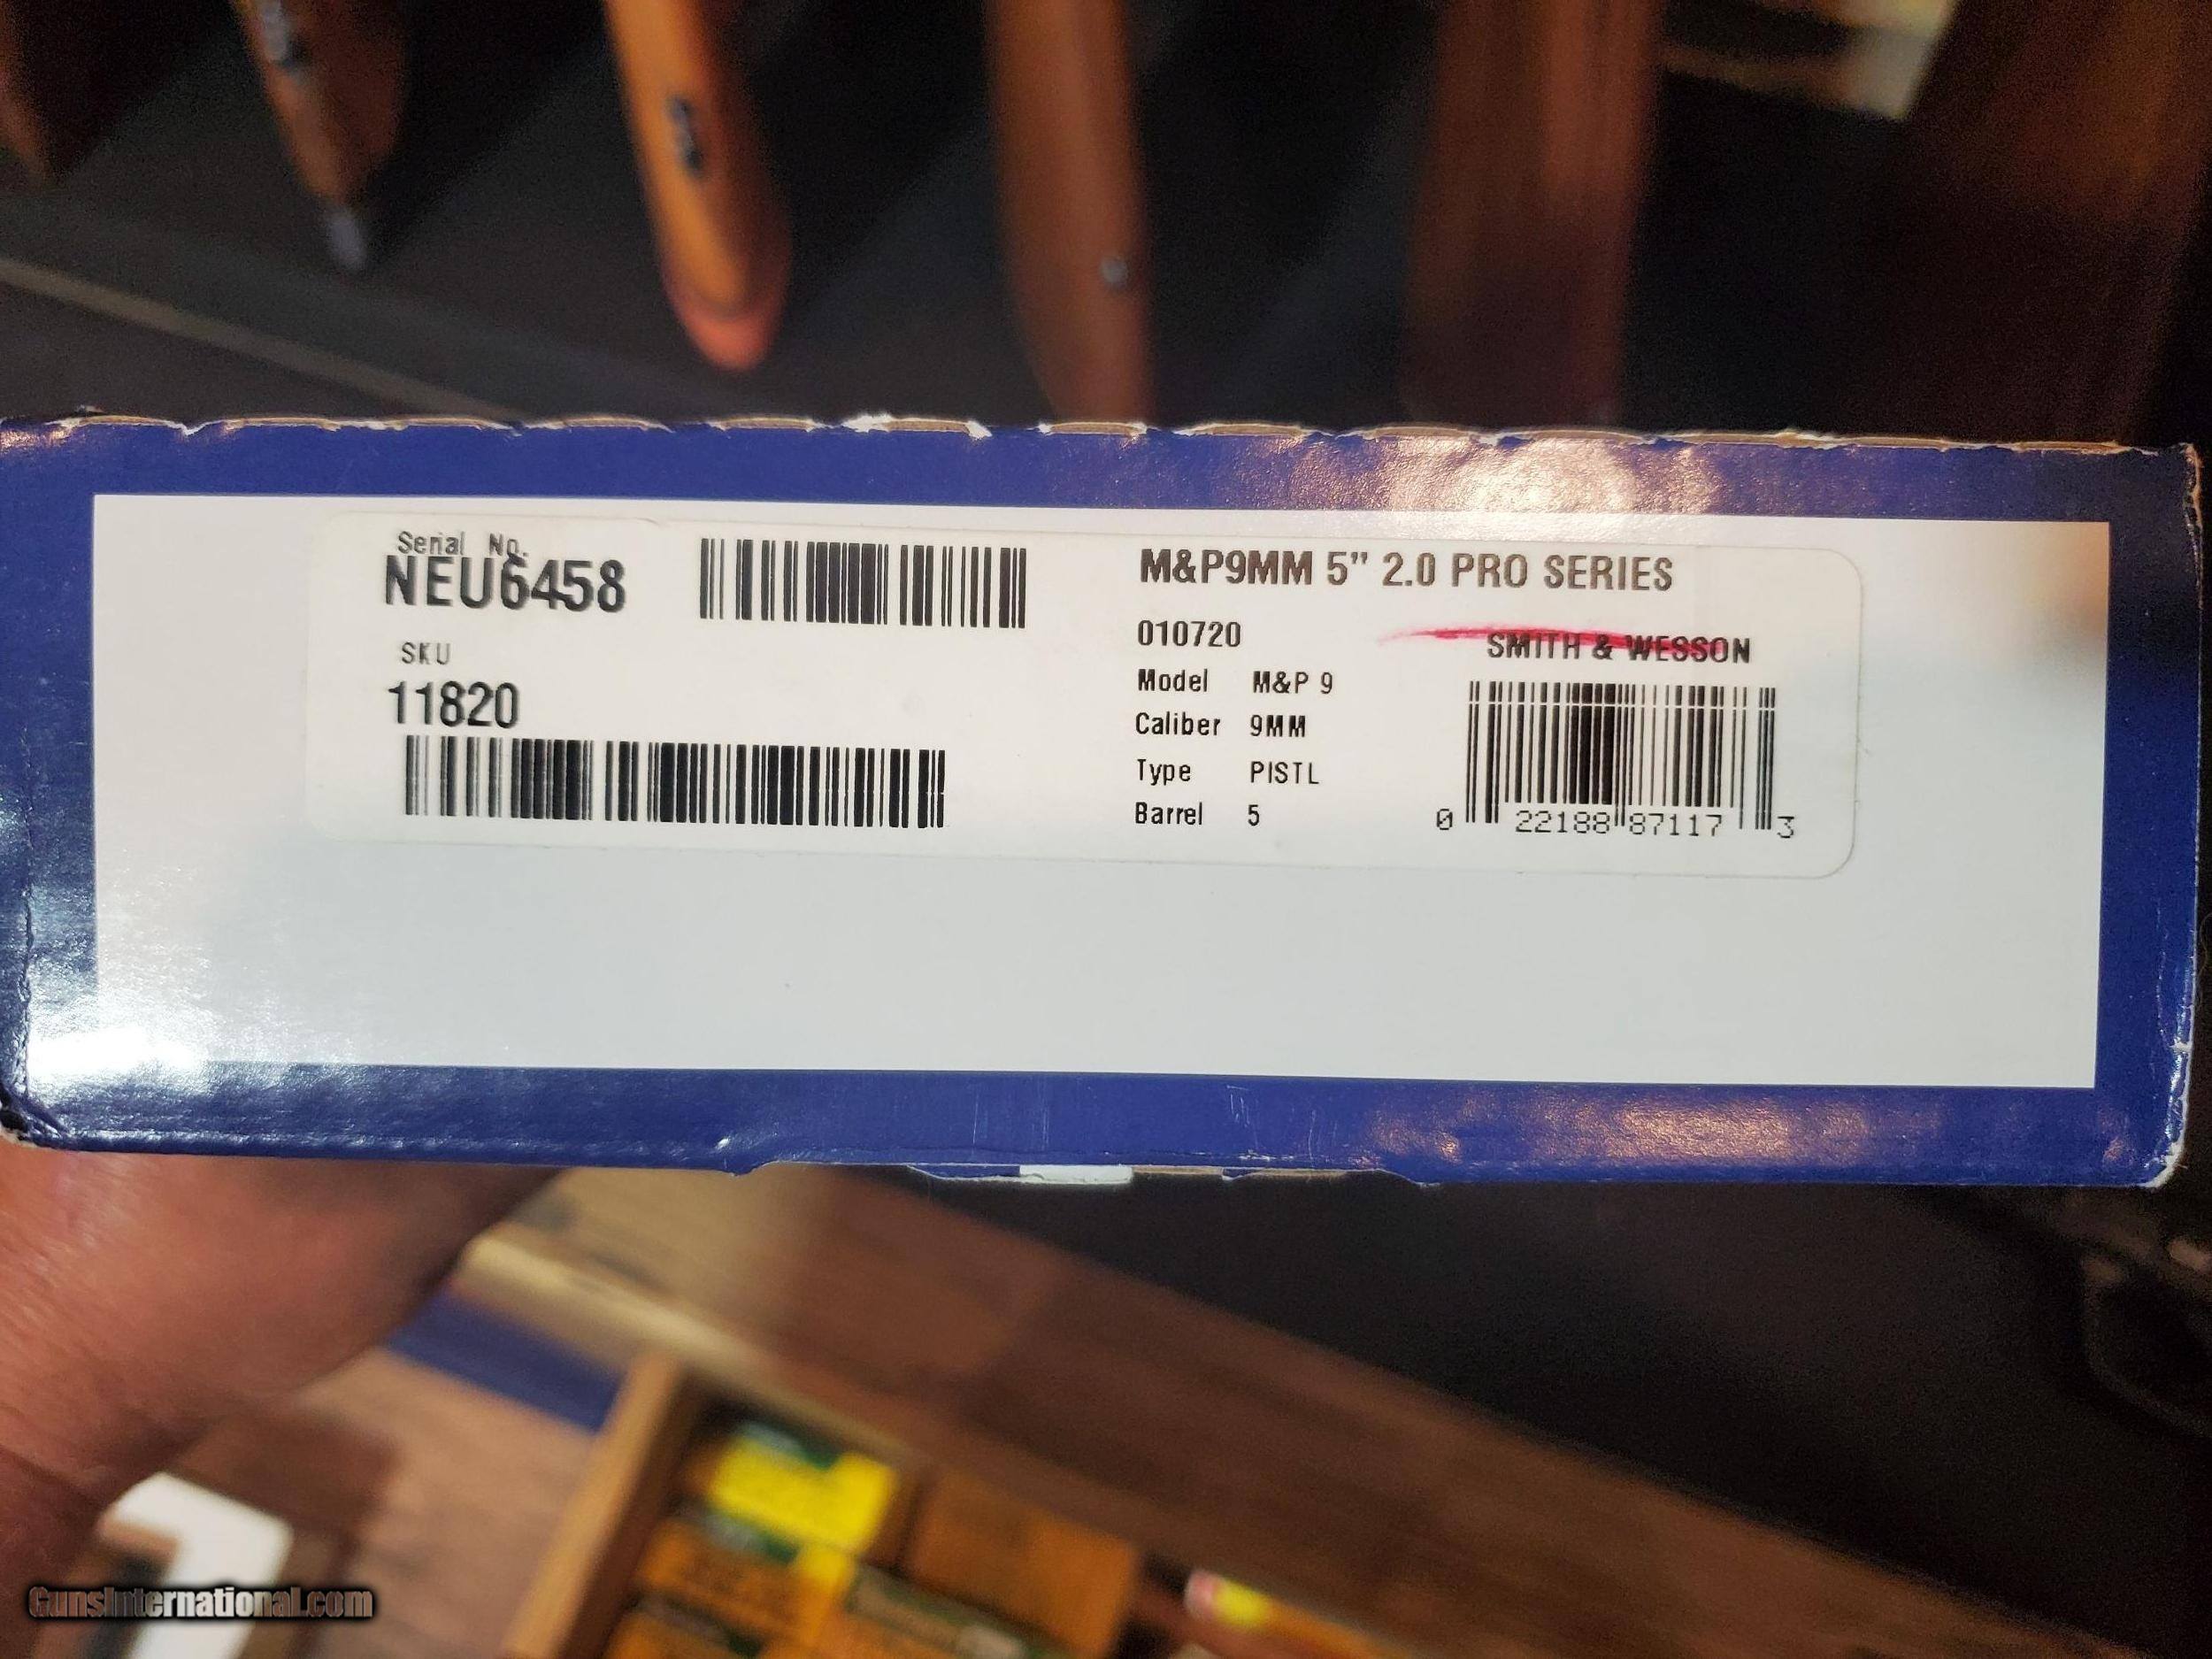 Serial No.
NEU6458
SKU
11820
M&P9MM 5" 2.0 PRO SERIES
010720
SMITH & WESSON
Model M&P 9
Caliber 9MM
Type PISTL
Barrel 5
0 22188 87117 3
GunsInternational.com